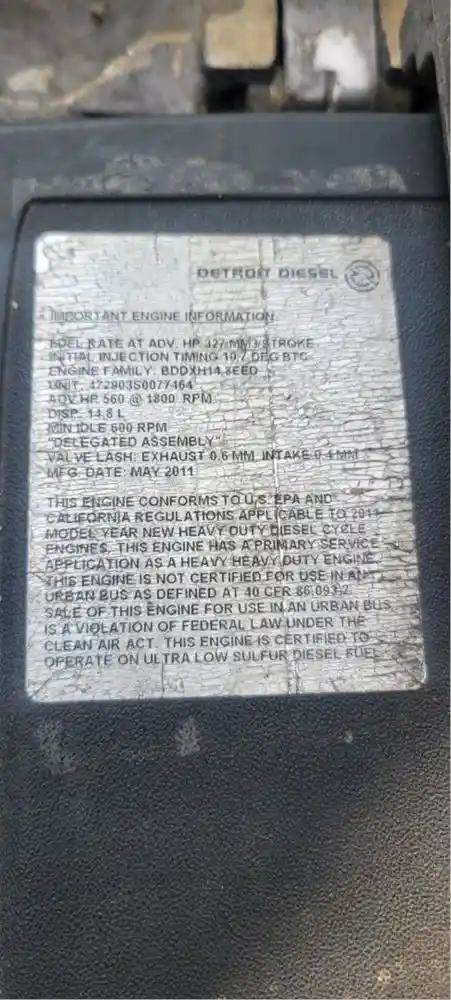 DETROIT DIESEL
IMPORTANT ENGINE INFORMATION
FUEL RATE AT ADV. HP 327 MM3/STROKE
INITIAL INJECTION TIMING 10.7 DEG BTC
ENGINE FAMILY: BDDXH14.8EED
UNIT: 472903S0077464
ADV HP 560 @ 1800 RPM
DISP. 14.8 L
MIN IDLE 600 RPM
"DELEGATED ASSEMBLY"
VALVE LASH: EXHAUST 0.6 MM, INTAKE 0.4 MM
MFG. DATE: MAY 2011
THIS ENGINE CONFORMS TO U.S. EPA AND
CALIFORNIA REGULATIONS APPLICABLE TO 2011
MODEL YEAR NEW HEAVY DUTY DIESEL CYCLE
ENGINES. THIS ENGINE HAS A PRIMARY SERVICE
APPLICATION AS A HEAVY HEAVY DUTY ENGINE.
THIS ENGINE IS NOT CERTIFIED FOR USE IN AN
URBAN BUS AS DEFINED AT 40 CFR 86.093.2.
SALE OF THIS ENGINE FOR USE IN AN URBAN BUS
IS A VIOLATION OF FEDERAL LAW UNDER THE
CLEAN AIR ACT. THIS ENGINE IS CERTIFIED TO
OPERATE ON ULTRA LOW SULFUR DIESEL FUEL